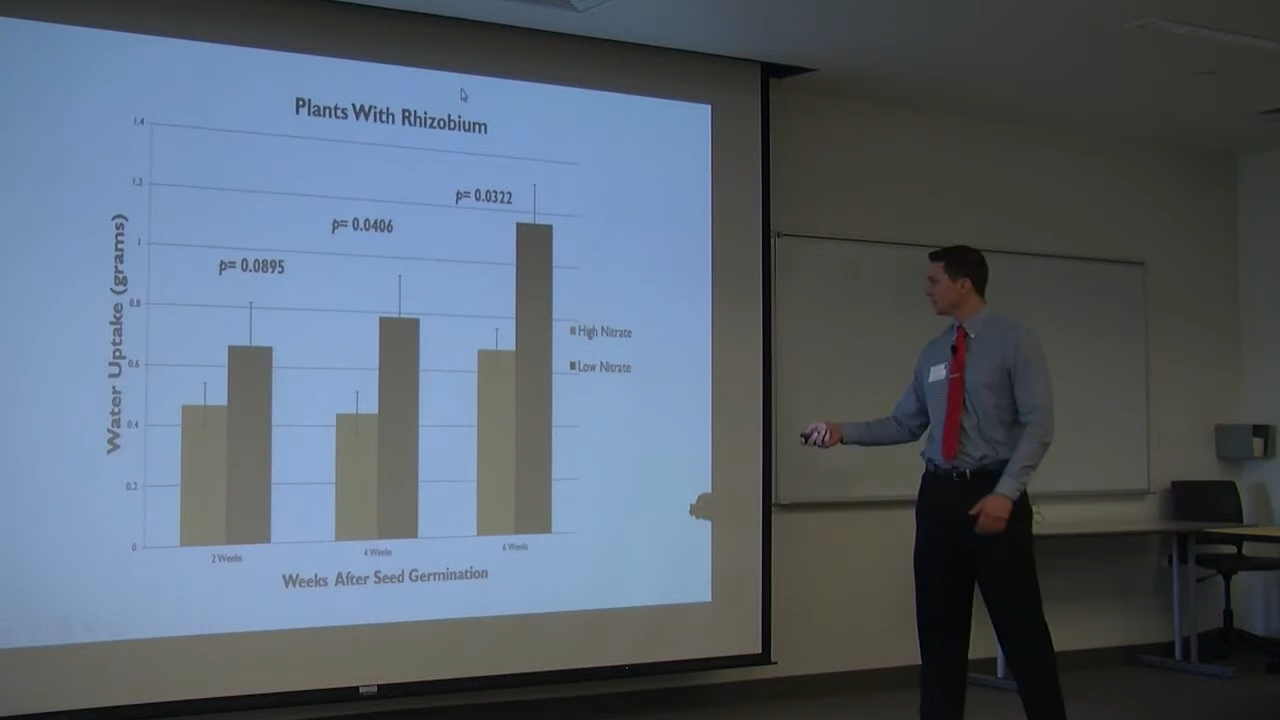 Plants With Rhizobium
1.4
1.2
1
0.8
0.6
0.4
0.2
0
Water Uptake (grams)
p= 0.0895
p= 0.0406
p= 0.0322
High Nitrate
Low Nitrate
2 Weeks
4 Weeks
6 Weeks
Weeks After Seed Germination